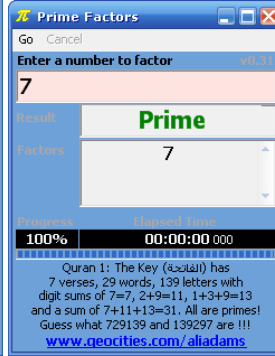 π Prime Factors
Go Cancel
Enter a number to factor v0.31
7
Result Prime
Factors 7
Progress Elapsed Time
100% 00:00:00 000
Quran 1: The Key (الفاتحة) has
7 verses, 29 words, 139 letters with
digit sums of 7=7, 2+9=11, 1+3+9=13
and a sum of 7+11+13=31. All are primes!
Guess what 729139 and 139297 are !!!
www.geocities.com/aliadams